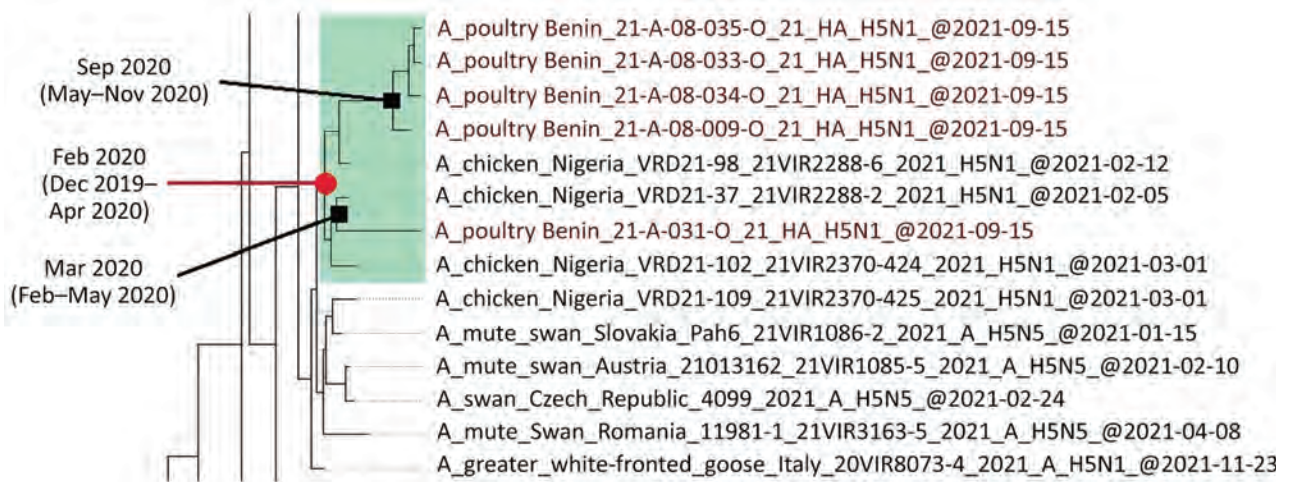 A_poultry Benin_21-A-08-035-O_21_HA_H5N1_@2021-09-15
A_poultry Benin_21-A-08-033-O_21_HA_H5N1_@2021-09-15
A_poultry Benin_21-A-08-034-O_21_HA_H5N1_@2021-09-15
A_poultry Benin_21-A-08-009-O_21_HA_H5N1_@2021-09-15
A_chicken_Nigeria_VRD21-98_21VIR2288-6_2021_H5N1_@2021-02-12
A_chicken_Nigeria_VRD21-37_21VIR2288-2_2021_H5N1_@2021-02-05
A_poultry Benin_21-A-031-O_21_HA_H5N1_@2021-09-15
A_chicken_Nigeria_VRD21-102_21VIR2370-424_2021_H5N1_@2021-03-01
A_chicken_Nigeria_VRD21-109_21VIR2370-425_2021_H5N1_@2021-03-01
A_mute_swan_Slovakia_Pah6_21VIR1086-2_2021_A_H5N5_@2021-01-15
A_mute_swan_Austria_21013162_21VIR1085-5_2021_A_H5N5_@2021-02-10
A_swan_Czech_Republic_4099_2021_A_H5N5_@2021-02-24
A_mute_Swan_Romania_11981-1_21VIR3163-5_2021_A_H5N5_@2021-04-08
A_greater_white-fronted_goose_Italy_20VIR8073-4_2021_A_H5N1_@2021-11-23
Sep 2020
(May–Nov 2020)
Feb 2020
(Dec 2019–
Apr 2020)
Mar 2020
(Feb–May 2020)